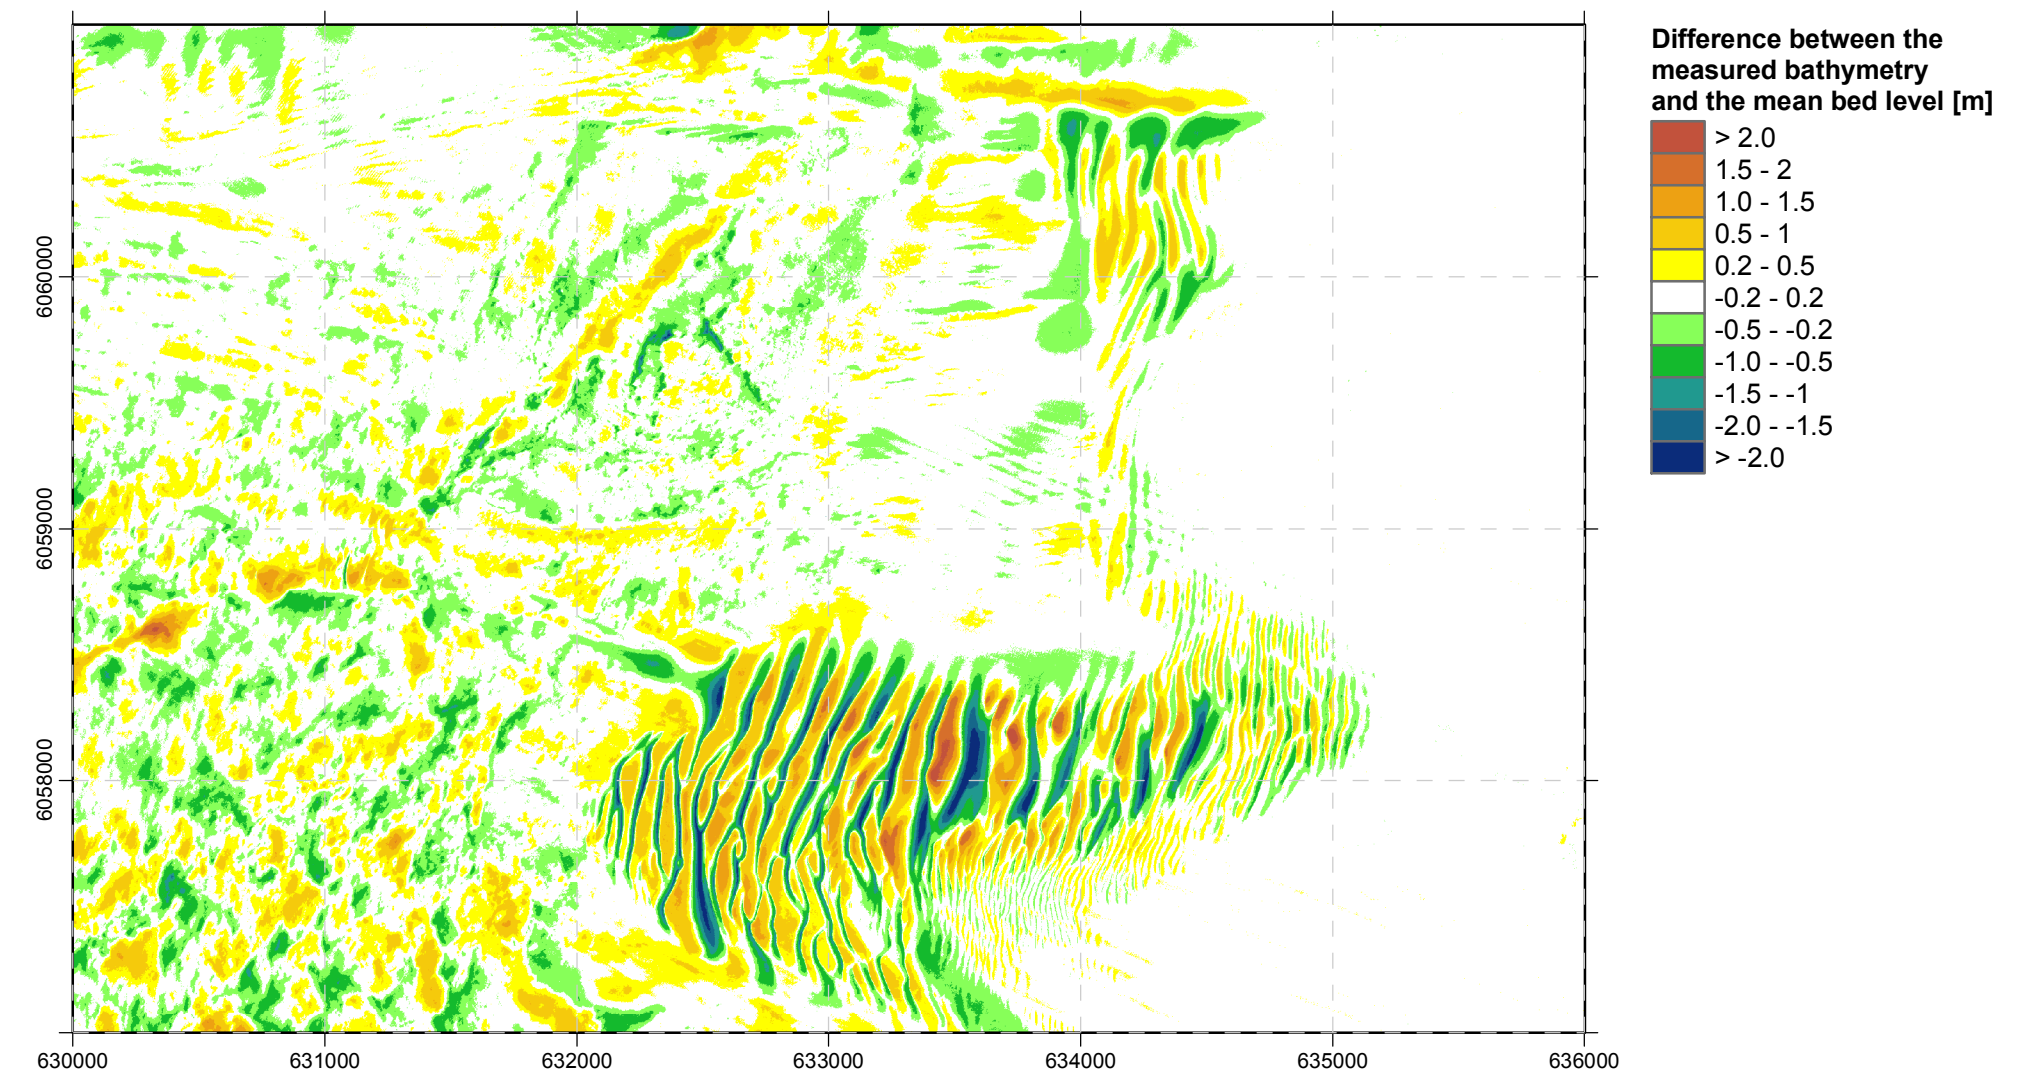 Difference between the
measured bathymetry
and the mean bed level [m]
> 2.0
1.5 - 2
1.0 - 1.5
0.5 - 1
0.2 - 0.5
-0.2 - 0.2
-0.5 - -0.2
-1.0 - -0.5
-1.5 - -1
-2.0 - -1.5
> -2.0
6060000
6059000
6058000
630000 631000 632000 633000 634000 635000 636000